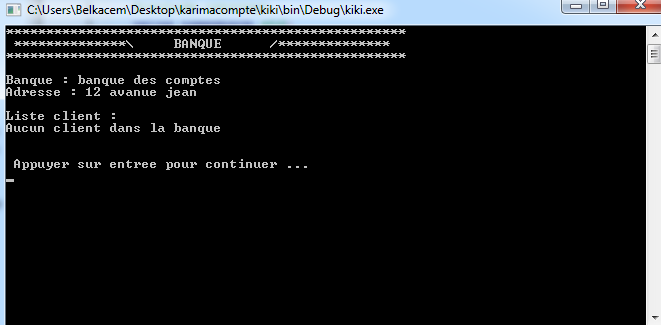 C:\Users\Belkacem\Desktop\karimacompte\kiki\bin\Debug\kiki.exe
**************************************************
**************\     BANQUE      /**************
**************************************************
Banque : banque des comptes
Adresse : 12 avanue jean
Liste client :
Aucun client dans la banque
Appuyer sur entree pour continuer ...